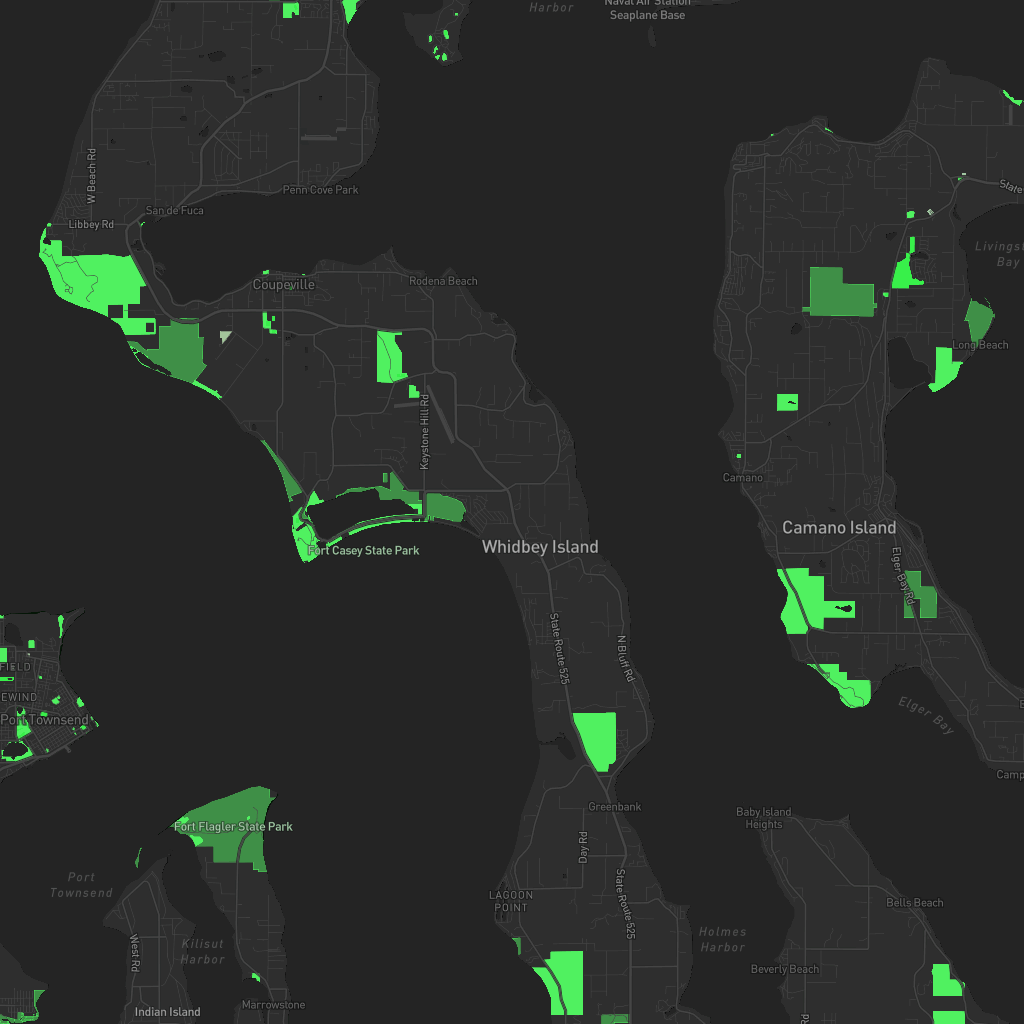 Harbor
Naval Air Station
Seaplane Base
W Beach Rd
Penn Cove Park
San de Fuca
Libbey Rd
State
Livingst
Bay
Coupeville
Rodena Beach
Long Beach
Keystone Hill Rd
Camano
Camano Island
Whidbey Island
Fort Casey State Park
Elger Bay Rd
State Route 525
N Bluff Rd
FIELD
EWIND
Port Townsend
Elger Bay
Camp
Greenbank
Baby Island
Heights
Fort Flagler State Park
Day Rd
Port
Townsend
LAGOON
POINT
State Route 525
Bells Beach
West Rd
Kilisut
Harbor
Holmes
Harbor
Beverly Beach
Marrowstone
Indian Island
Rd